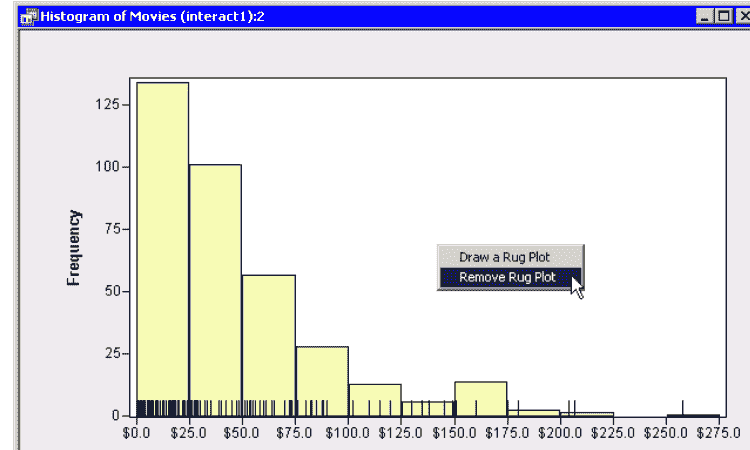 Histogram of Movies (interact1):2
Frequency
125
100
75
50
25
0
Draw a Rug Plot
Remove Rug Plot
$0.0 $25.0 $50.0 $75.0 $100.0 $125.0 $150.0 $175.0 $200.0 $225.0 $250.0 $275.0